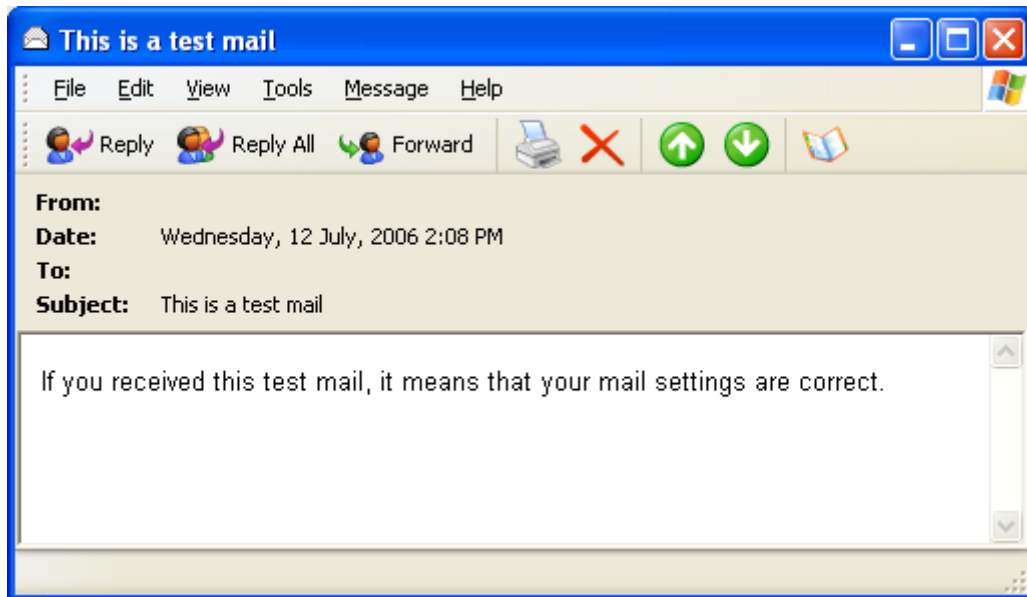 This is a test mail
File Edit View Tools Message Help
Reply Reply All Forward
From:
Date: Wednesday, 12 July, 2006 2:08 PM
To:
Subject: This is a test mail
If you received this test mail, it means that your mail settings are correct.